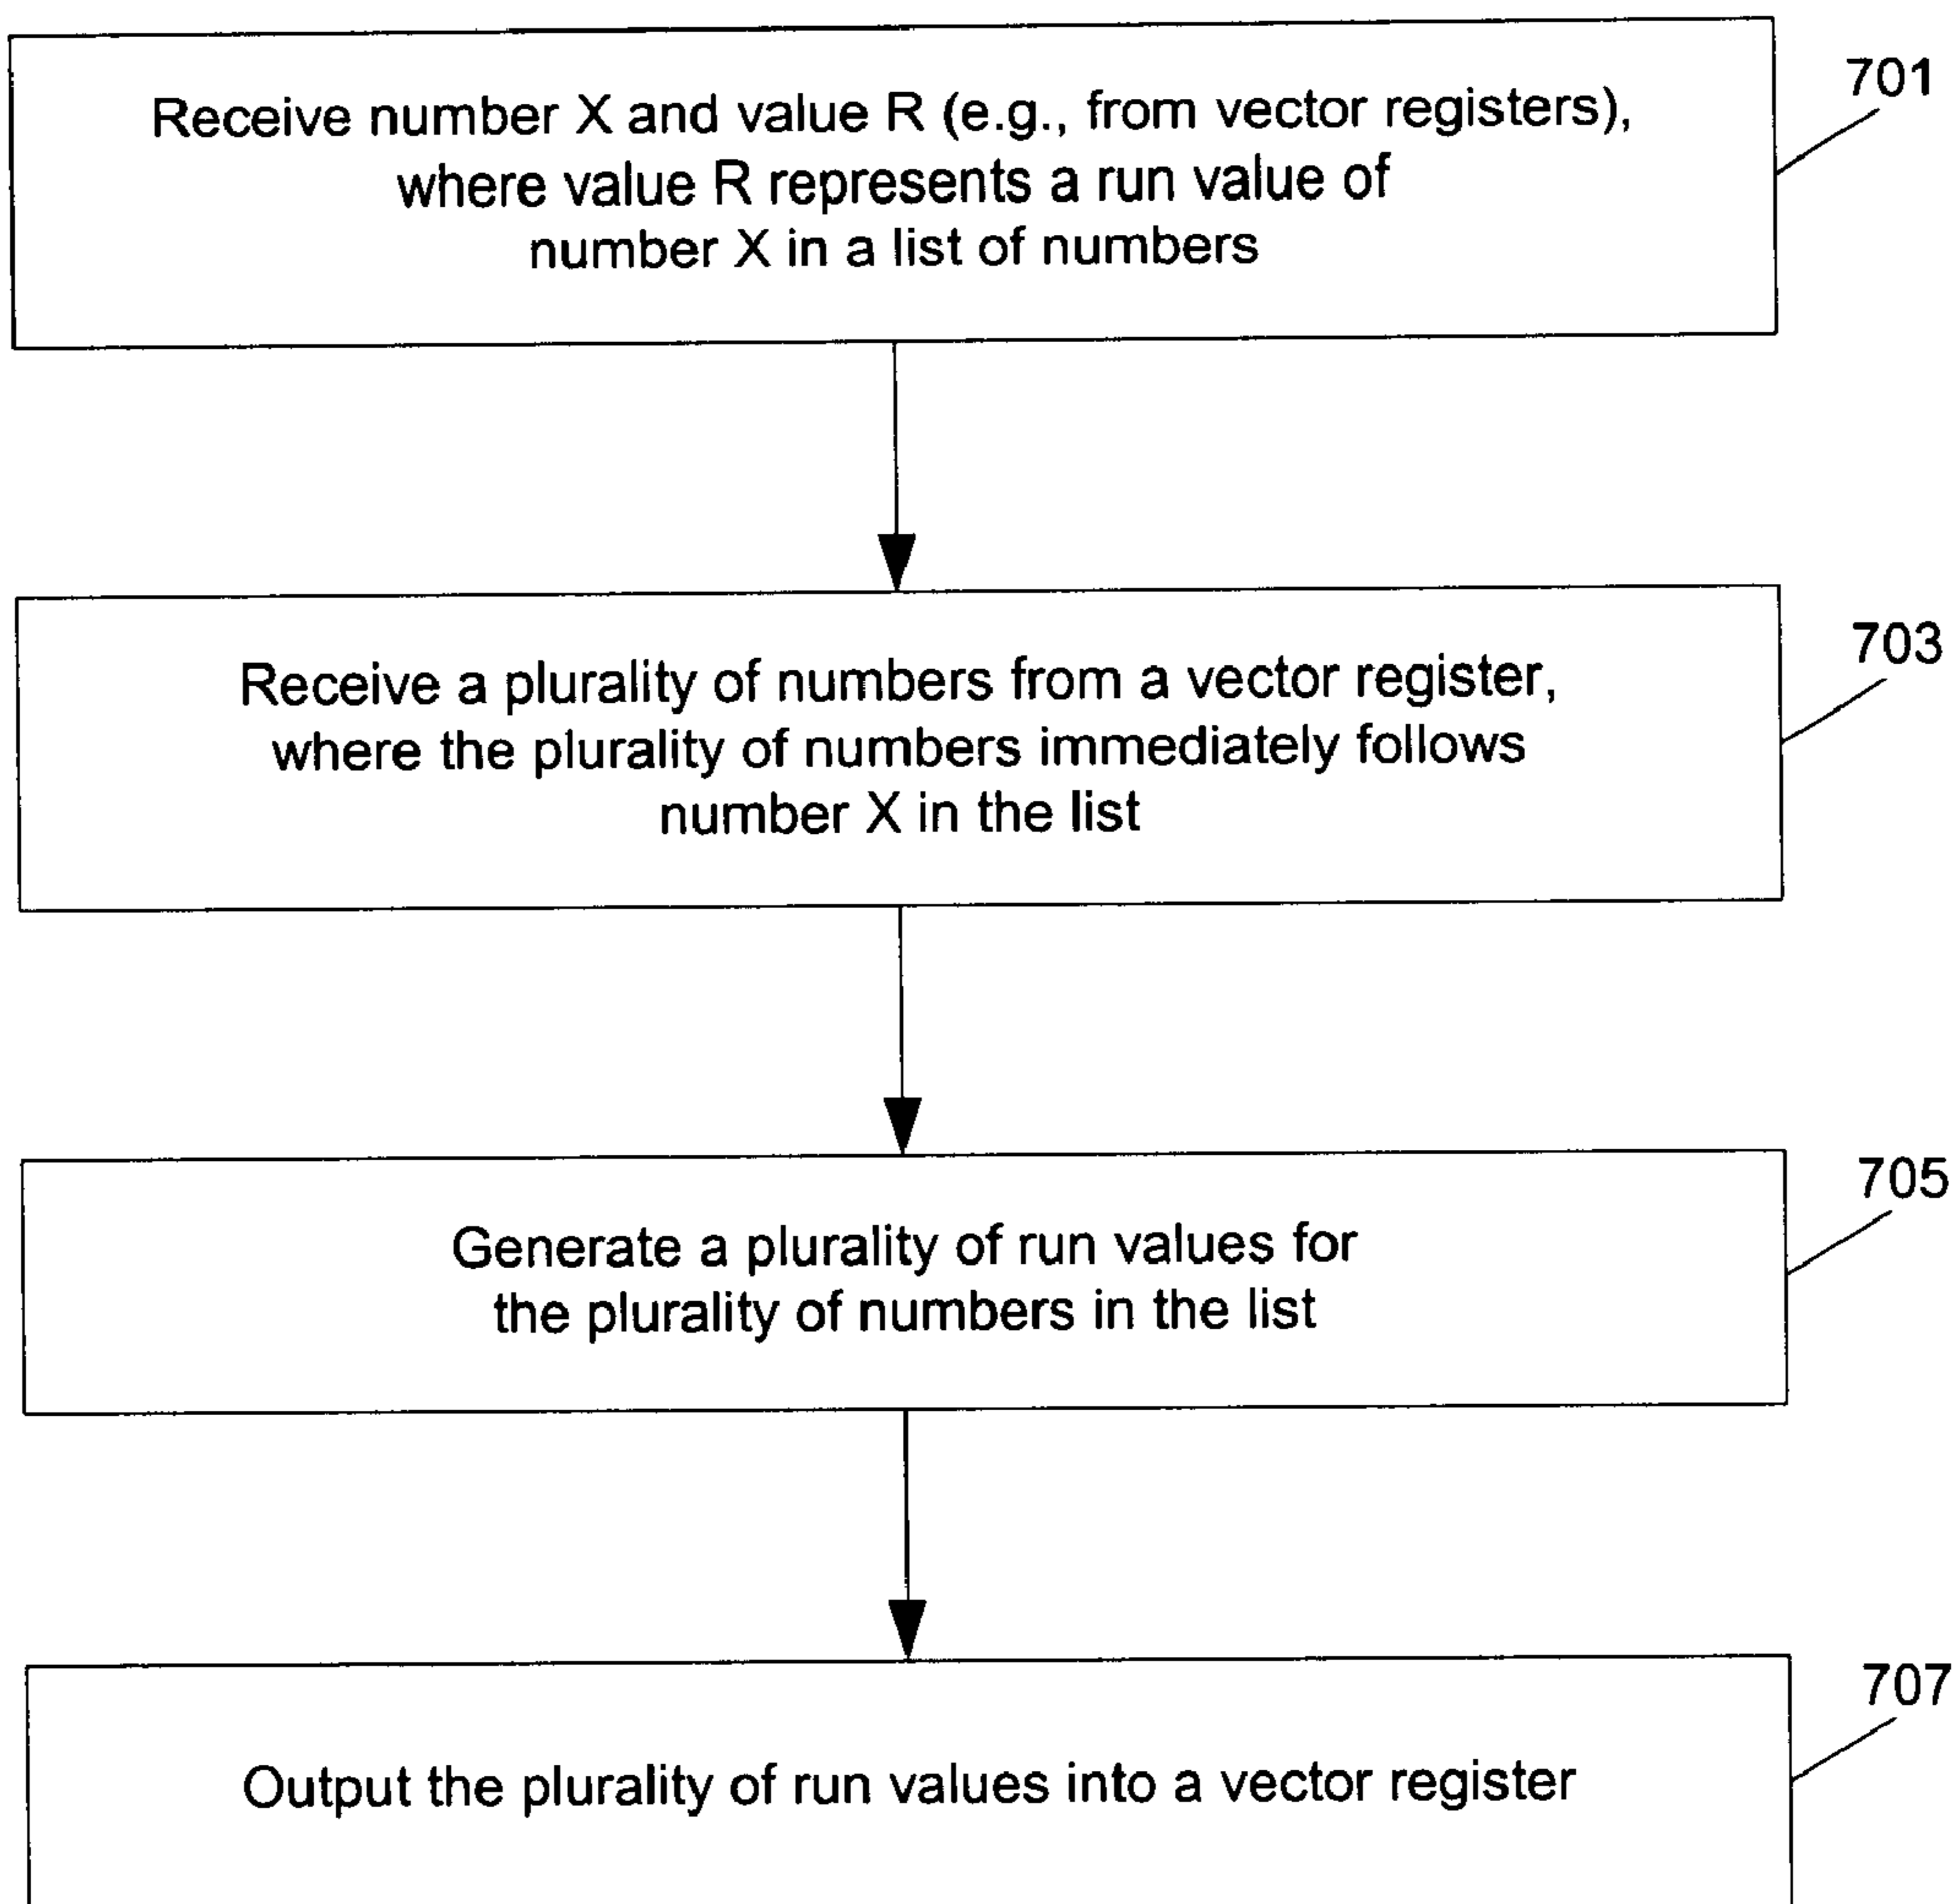 Receive number X and value R (e.g., from vector registers),
where value R represents a run value of
number X in a list of numbers
701
Receive a plurality of numbers from a vector register,
where the plurality of numbers immediately follows
number X in the list
703
Generate a plurality of run values for
the plurality of numbers in the list
705
Output the plurality of run values into a vector register
707